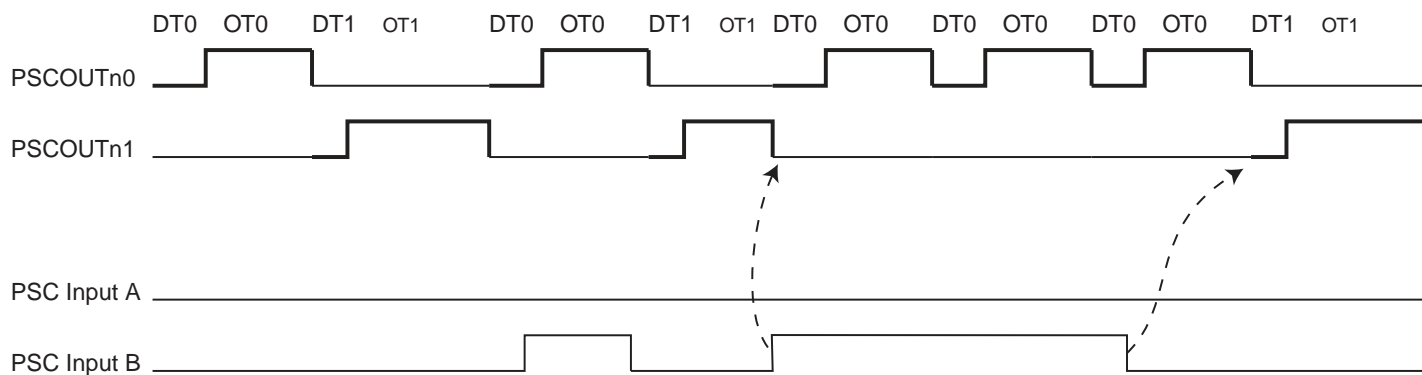 DT0 OT0 DT1 OT1 DT0 OT0 DT1 OT1 DT0 OT0 DT0 OT0 DT0 OT0 DT1 OT1
PSCOUTn0
PSCOUTn1
PSC Input A
PSC Input B